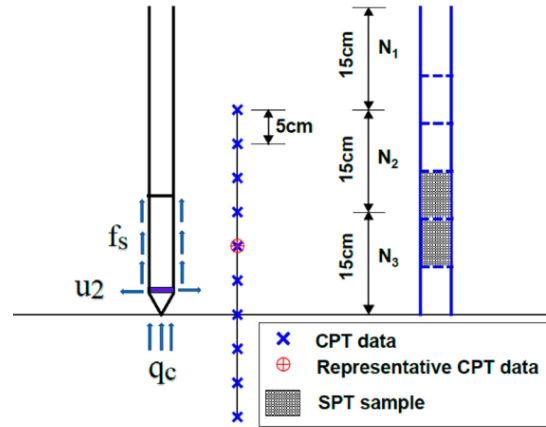 15cm
N1
5cm
15cm
N2
fs
15cm
N3
u2
qc
CPT data
Representative CPT data
SPT sample